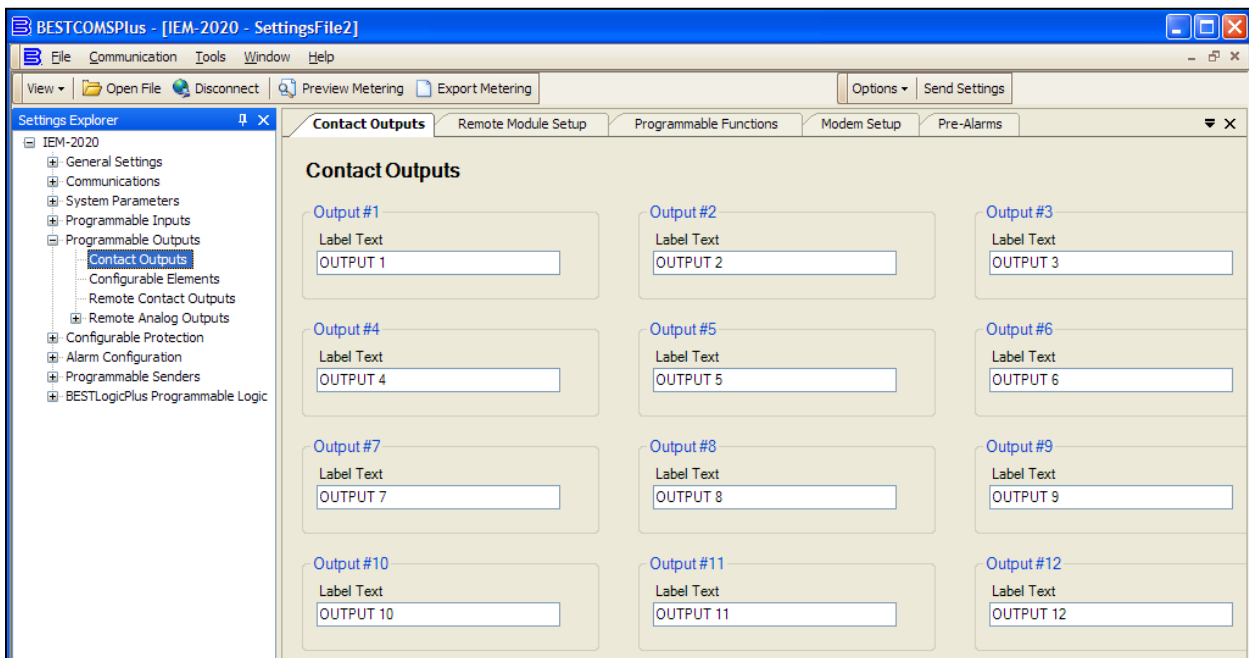 BESTCOMSPlus - [IEM-2020 - SettingsFile2]
File Communication Tools Window Help
View Open File Disconnect Preview Metering Export Metering Options Send Settings
Settings Explorer
IEM-2020
General Settings
Communications
System Parameters
Programmable Inputs
Programmable Outputs
Contact Outputs
Configurable Elements
Remote Contact Outputs
Remote Analog Outputs
Configurable Protection
Alarm Configuration
Programmable Senders
BESTLogicPlus Programmable Logic
Contact Outputs Remote Module Setup Programmable Functions Modem Setup Pre-Alarms
Contact Outputs
Output #1 Output #2 Output #3
Label Text Label Text Label Text
OUTPUT 1 OUTPUT 2 OUTPUT 3
Output #4 Output #5 Output #6
Label Text Label Text Label Text
OUTPUT 4 OUTPUT 5 OUTPUT 6
Output #7 Output #8 Output #9
Label Text Label Text Label Text
OUTPUT 7 OUTPUT 8 OUTPUT 9
Output #10 Output #11 Output #12
Label Text Label Text Label Text
OUTPUT 10 OUTPUT 11 OUTPUT 12